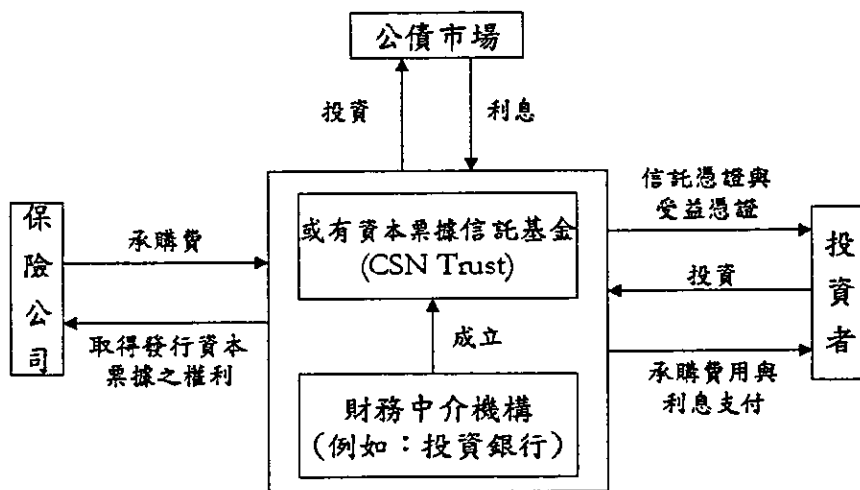 公債市場
投資
利息
信託憑證與
受益憑證
保險公司
承購費
或有資本票據信託基金
(CSN Trust)
投資
投資者
取得發行資本
票據之權利
成立
承購費用與
利息支付
財務中介機構
(例如：投資銀行)